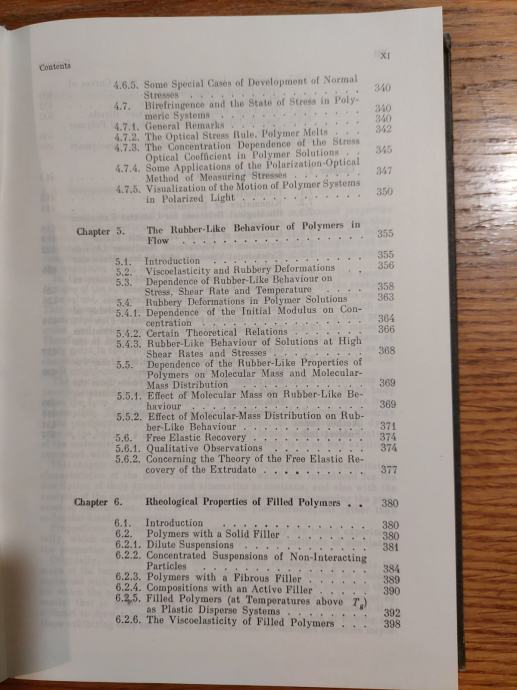 Contents XI
4.6.5. Some Special Cases of Development of Normal
Stresses . . . . . . . . . . . . . . 340
4.7. Birefringence and the State of Stress in Poly-
meric Systems . . . . . . . . . . . . 340
4.7.1. General Remarks . . . . . . . . . . . 340
4.7.2. The Optical Stress Rule. Polymer Melts . . . 342
4.7.3. The Concentration Dependence of the Stress
Optical Coefficient in Polymer Solutions . . 345
4.7.4. Some Applications of the Polarization-Optical
Method of Measuring Stresses . . . . . . . 347
4.7.5. Visualization of the Motion of Polymer Systems
in Polarized Light . . . . . . . . . . . 350
Chapter 5. The Rubber-Like Behaviour of Polymers in
Flow . . . . . . . . . . . . . . . 355
5.1. Introduction . . . . . . . . . . . . . 355
5.2. Viscoelasticity and Rubbery Deformations . . 356
5.3. Dependence of Rubber-Like Behaviour on
Stress, Shear Rate and Temperature . . . . . 358
5.4. Rubbery Deformations in Polymer Solutions 363
5.4.1. Dependence of the Initial Modulus on Con-
centration . . . . . . . . . . . . . . 364
5.4.2. Certain Theoretical Relations . . . . . . . 366
5.4.3. Rubber-Like Behaviour of Solutions at High
Shear Rates and Stresses . . . . . . . . . 368
5.5. Dependence of the Rubber-Like Properties of
Polymers on Molecular Mass and Molecular-
Mass Distribution . . . . . . . . . . . 369
5.5.1. Effect of Molecular Mass on Rubber-Like Be-
haviour . . . . . . . . . . . . . . . 369
5.5.2. Effect of Molecular-Mass Distribution on Rub-
ber-Like Behaviour . . . . . . . . . . . 371
5.6. Free Elastic Recovery . . . . . . . . . . 374
5.6.1. Qualitative Observations . . . . . . . . . 374
5.6.2. Concerning the Theory of the Free Elastic Re-
covery of the Extrudate . . . . . . . . . 377
Chapter 6. Rheological Properties of Filled Polymers . . 380
6.1. Introduction . . . . . . . . . . . . . 380
6.2. Polymers with a Solid Filler . . . . . . . 380
6.2.1. Dilute Suspensions . . . . . . . . . . . 381
6.2.2. Concentrated Suspensions of Non-Interacting
Particles . . . . . . . . . . . . . . 384
6.2.3. Polymers with a Fibrous Filler . . . . . . 389
6.2.4. Compositions with an Active Filler . . . . . 390
6.2.5. Filled Polymers (at Temperatures above Tg)
as Plastic Disperse Systems . . . . . . . . 392
6.2.6. The Viscoelasticity of Filled Polymers . . . 398